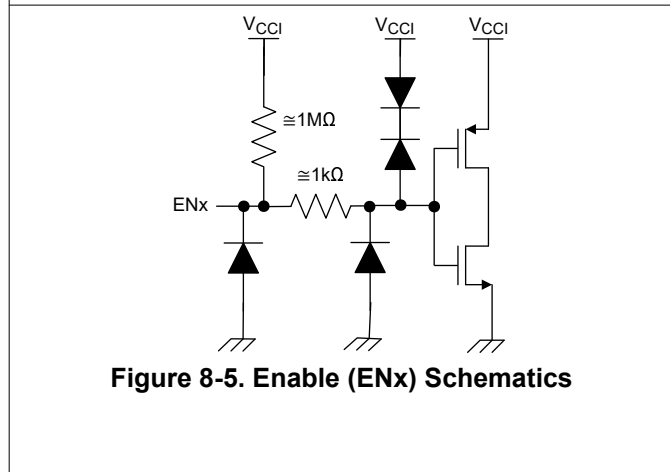 VCCI VCCI VCCI
≅1MΩ
≅1kΩ
ENx
Figure 8-5. Enable (ENx) Schematics